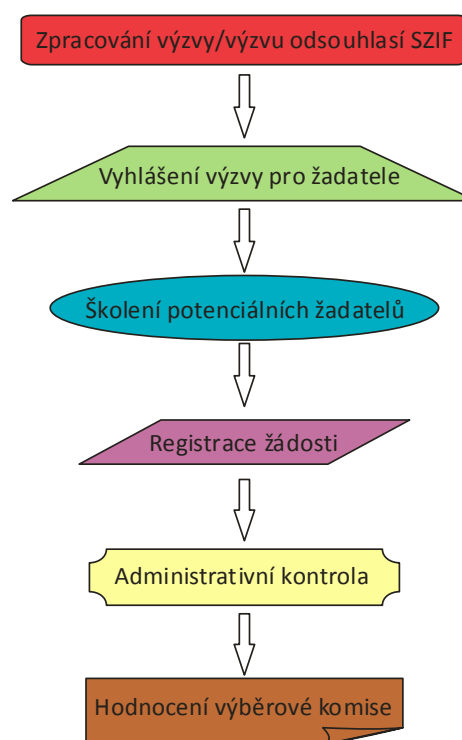 Zpracování výzvy/výzvu odsouhlasí SZIF
Vyhlášení výzvy pro žadatele
Školení potenciálních žadatelů
Registrace žádosti
Administrativní kontrola
Hodnocení výběrové komise